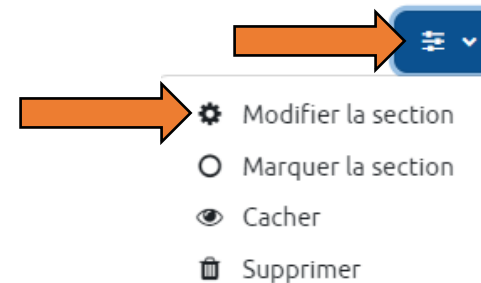 Modifier la section
Marquer la section
Cacher
Supprimer